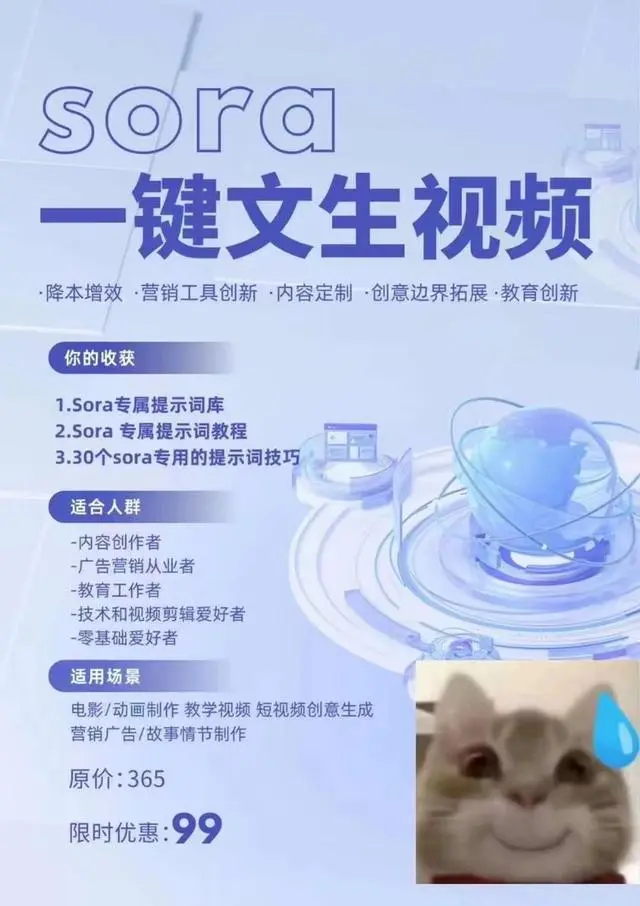 sora
一键文生视频
·降本增效 ·营销工具创新 ·内容定制 ·创意边界拓展 ·教育创新
你的收获
1.Sora专属提示词库
2.Sora 专属提示词教程
3.30个sora专用的提示词技巧
适合人群
-内容创作者
-广告营销从业者
-教育工作者
-技术和视频剪辑爱好者
-零基础爱好者
适用场景
电影/动画制作 教学视频 短视频创意生成
营销广告/故事情节制作
原价:365
限时优惠:99